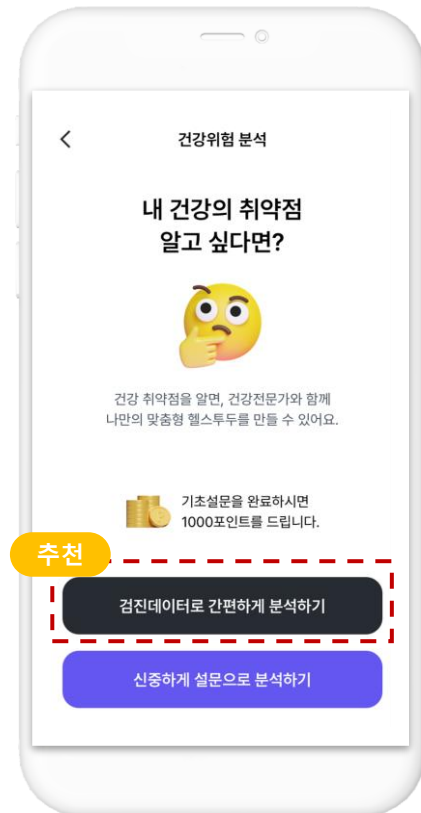 건강위험 분석
내 건강의 취약점
알고 싶다면?
건강 취약점을 알면, 건강전문가와 함께
나만의 맞춤형 헬스투두를 만들 수 있어요.
기초설문을 완료하시면
1000포인트를 드립니다.
추천
검진데이터로 간편하게 분석하기
신중하게 설문으로 분석하기